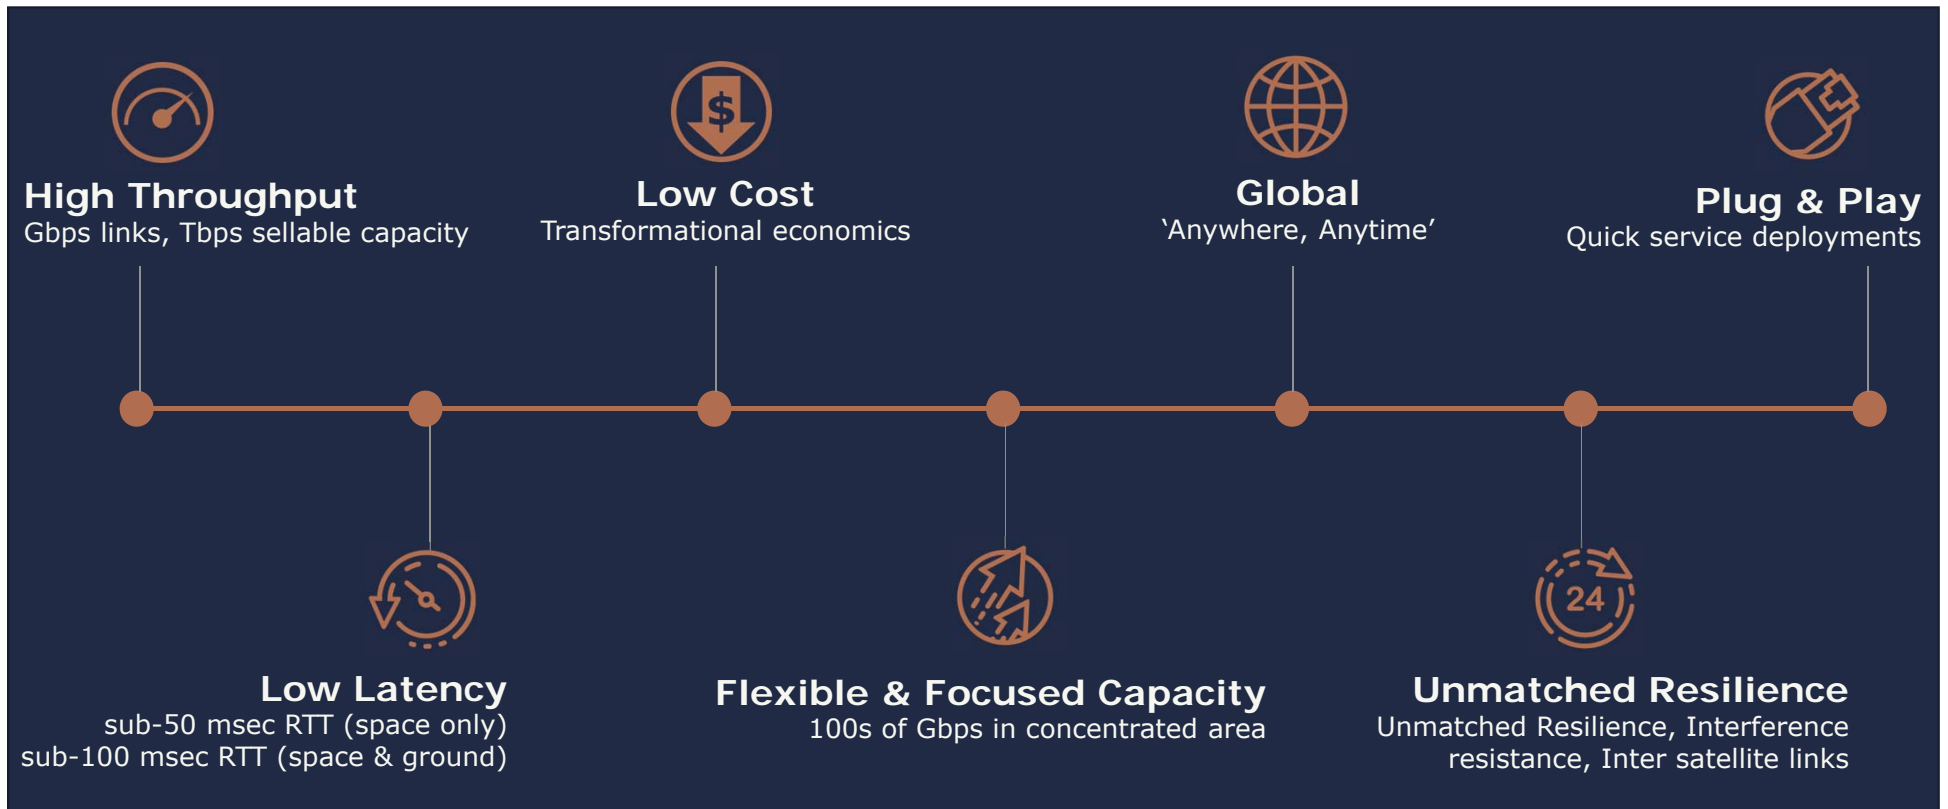 $
High Throughput
Gbps links, Tbps sellable capacity
Low Cost
Transformational economics
Global
‘Anywhere, Anytime’
Plug & Play
Quick service deployments
Low Latency
sub-50 msec RTT (space only)
sub-100 msec RTT (space & ground)
Flexible & Focused Capacity
100s of Gbps in concentrated area
24
Unmatched Resilience
Unmatched Resilience, Interference
resistance, Inter satellite links